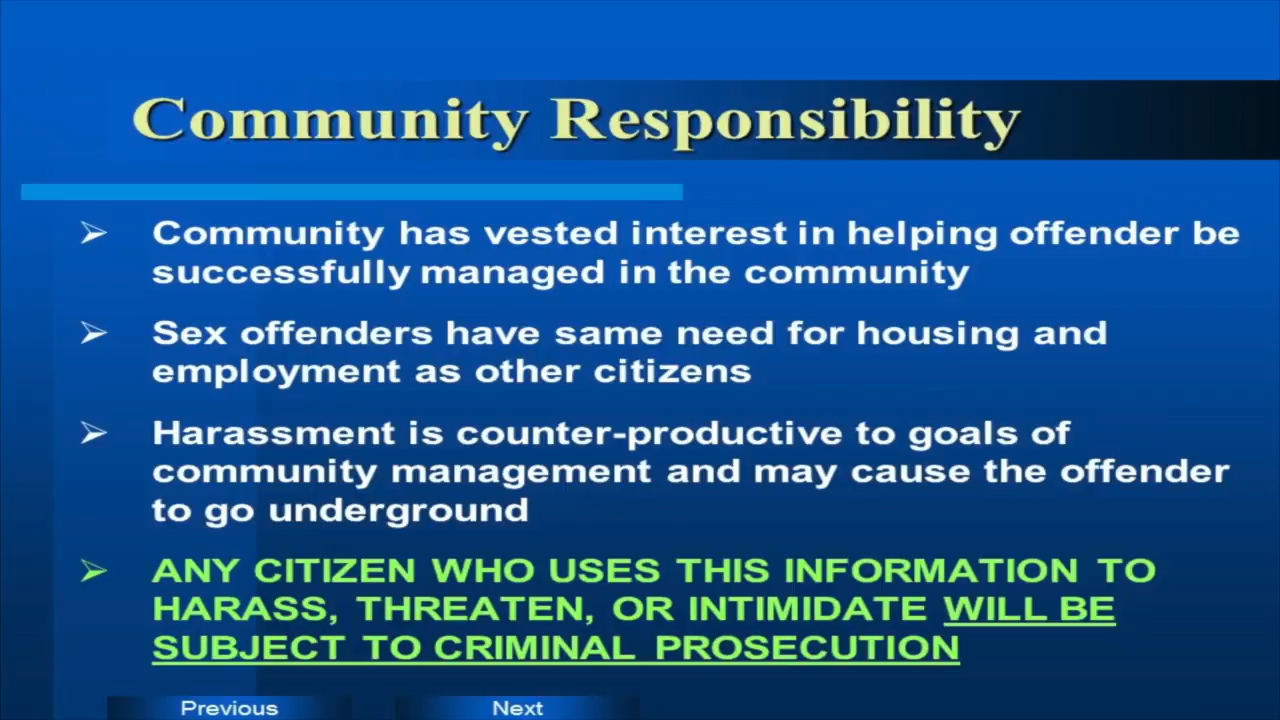 Community Responsibility
Community has vested interest in helping offender be
successfully managed in the community
Sex offenders have same need for housing and
employment as other citizens
Harassment is counter-productive to goals of
community management and may cause the offender
to go underground
ANY CITIZEN WHO USES THIS INFORMATION TO
HARASS, THREATEN, OR INTIMIDATE WILL BE
SUBJECT TO CRIMINAL PROSECUTION
Previous Next